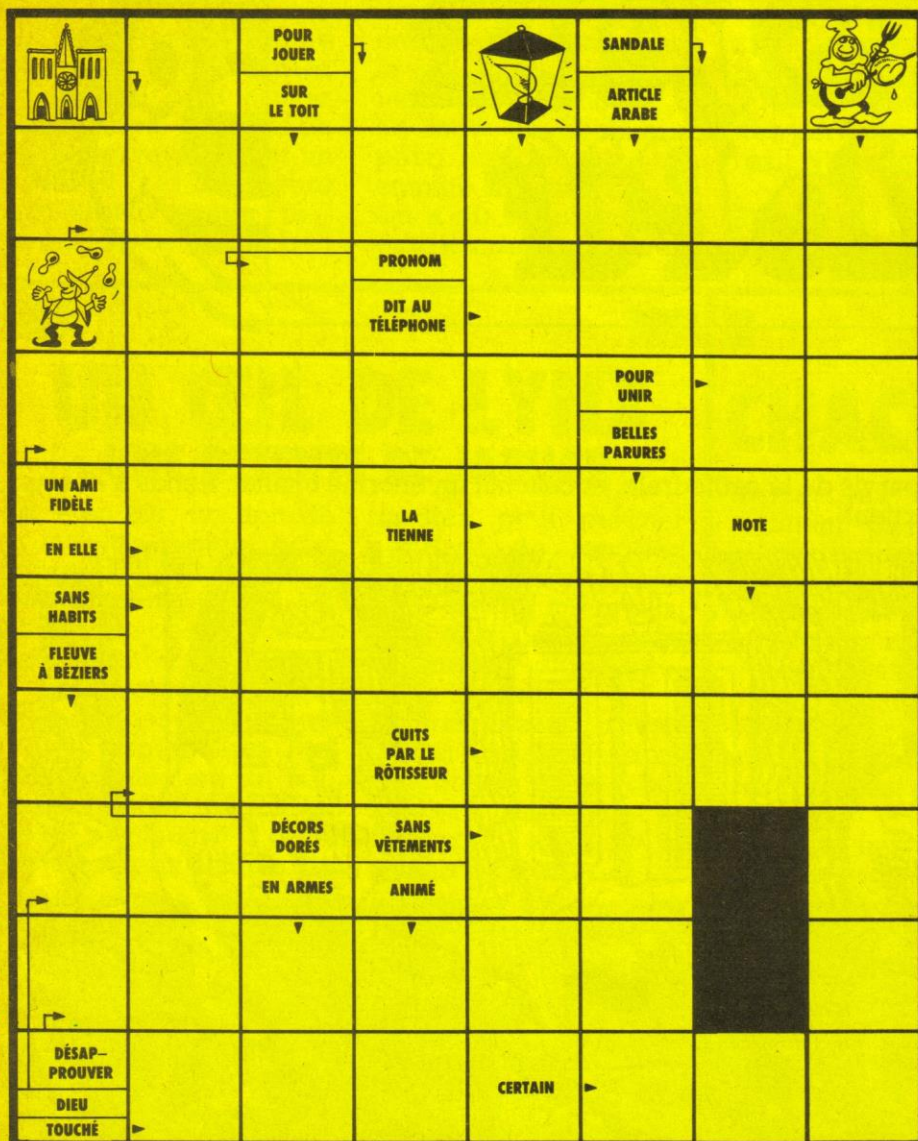 POUR
JOUER
SUR
LE TOIT
SANDALE
ARTICLE
ARABE
PRONOM
DIT AU
TÉLÉPHONE
POUR
UNIR
BELLES
PARURES
UN AMI
FIDÈLE
EN ELLE
LA
TIENNE
NOTE
SANS
HABITS
FLEUVE
À BÉZIERS
CUITS
PAR LE
RÔTISSEUR
DÉCORS
DORÉS
EN ARMES
SANS
VÊTEMENTS
ANIMÉ
DÉSAP–
PROUVER
DIEU
TOUCHÉ
CERTAIN